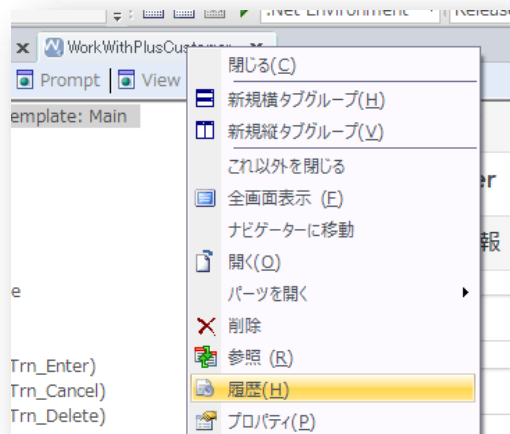 .Net Environment
Release
WorkWithPlusCustomer
閉じる(C)
Prompt
View
新規横タブグループ(H)
emplate: Main
新規縦タブグループ(V)
これ以外を閉じる
er
全画面表示 (F)
ナビゲーターに移動
報
開く(O)
e
パーツを開く
削除
Trn_Enter)
参照 (R)
Trn_Cancel)
履歴(H)
Trn_Delete)
プロパティ(P)